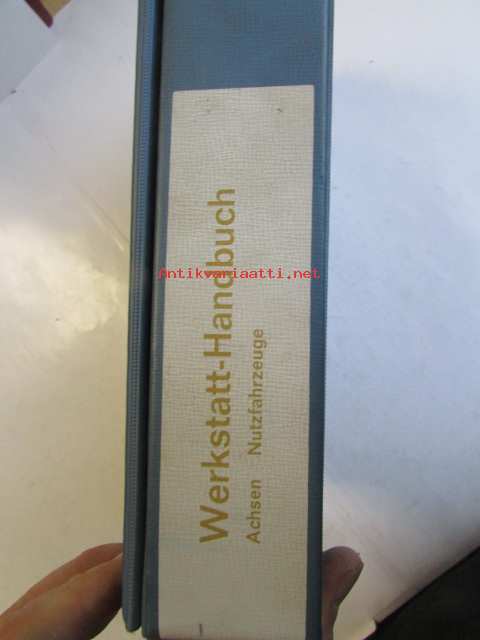 Werkstatt-Handbuch
Achsen Nutzfahrzeuge
Antikvariaatti.net